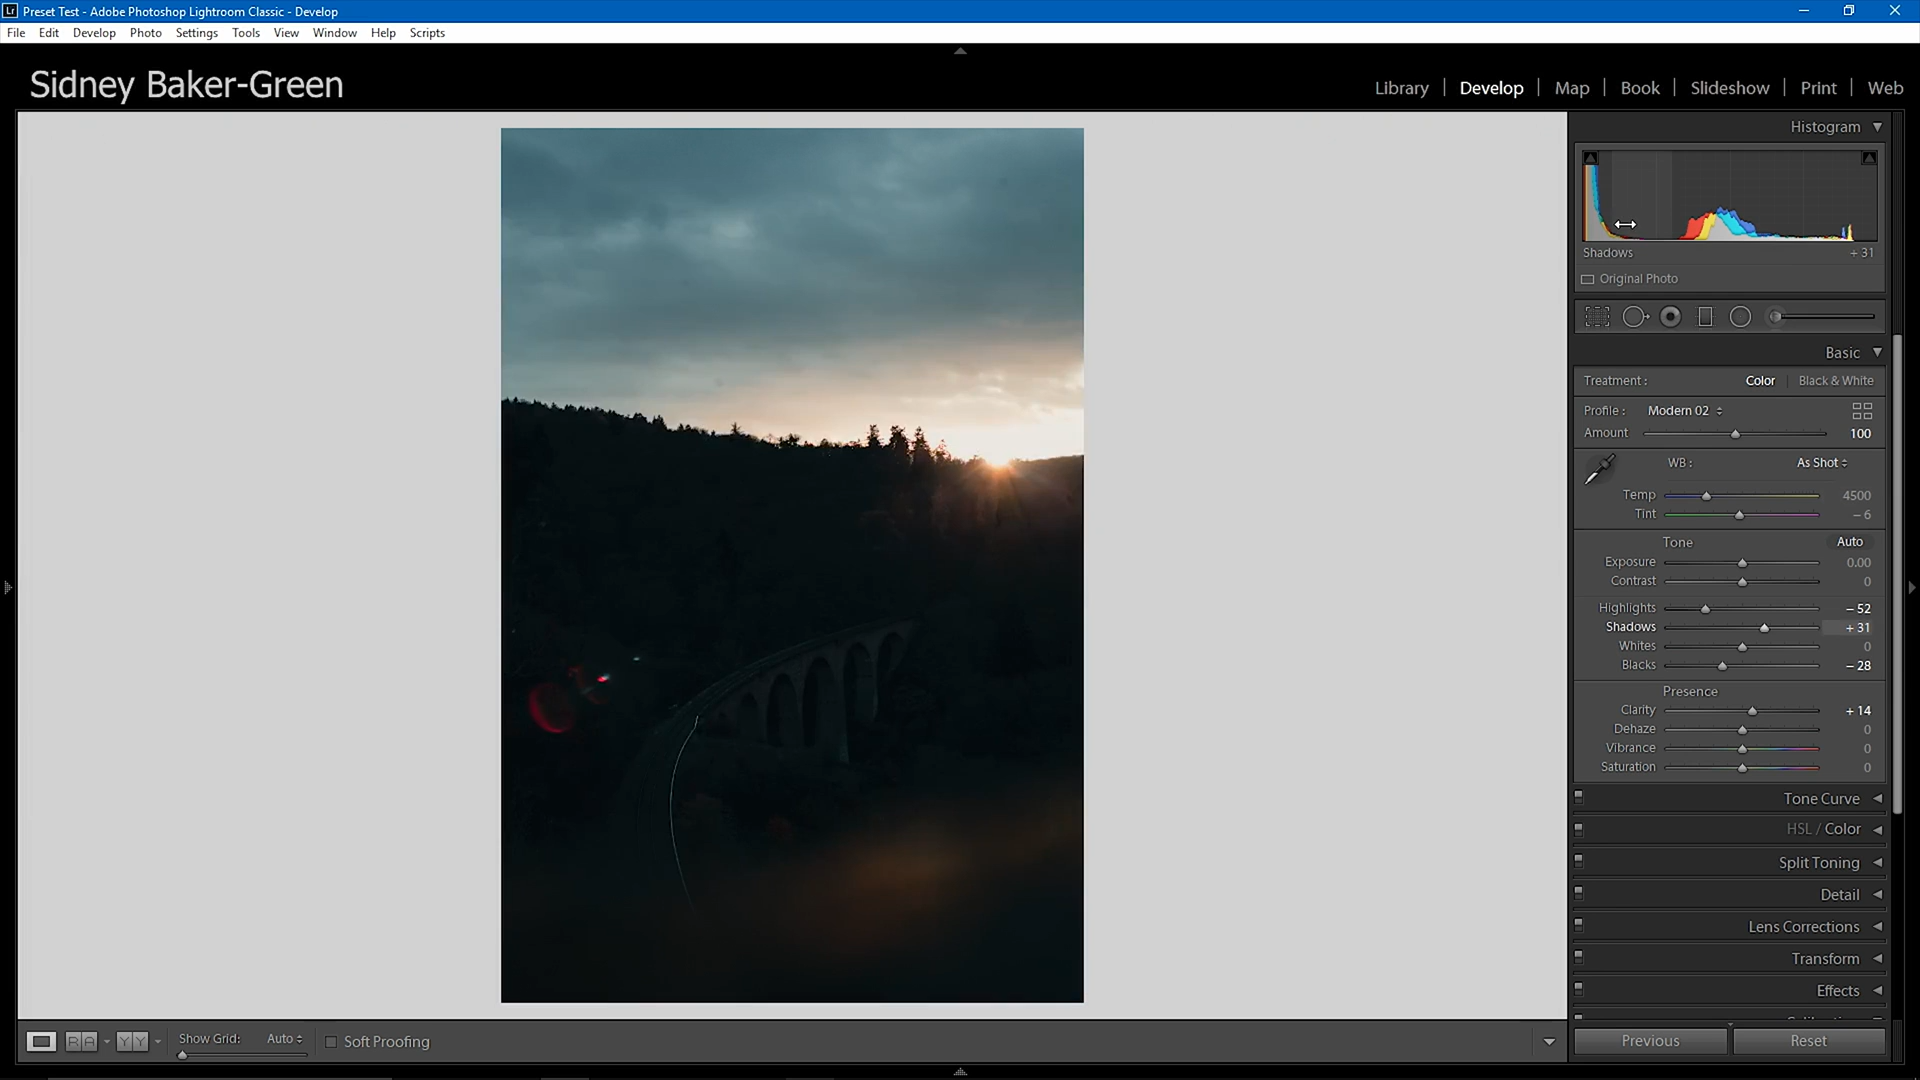 Lr Preset Test - Adobe Photoshop Lightroom Classic - Develop
File Edit Develop Photo Settings Tools View Window Help Scripts
Sidney Baker-Green
Library | Develop | Map | Book | Slideshow | Print | Web
Histogram
Shadows + 31
Original Photo
Basic
Treatment : Color Black & White
Profile : Modern 02
Amount 100
WB : As Shot
Temp 4500
Tint – 6
Tone Auto
Exposure 0.00
Contrast 0
Highlights – 52
Shadows + 31
Whites 0
Blacks – 28
Presence
Clarity + 14
Dehaze 0
Vibrance 0
Saturation 0
Tone Curve
HSL / Color
Split Toning
Detail
Lens Corrections
Transform
Effects
R A Y Y Show Grid: Auto Soft Proofing
Previous Reset